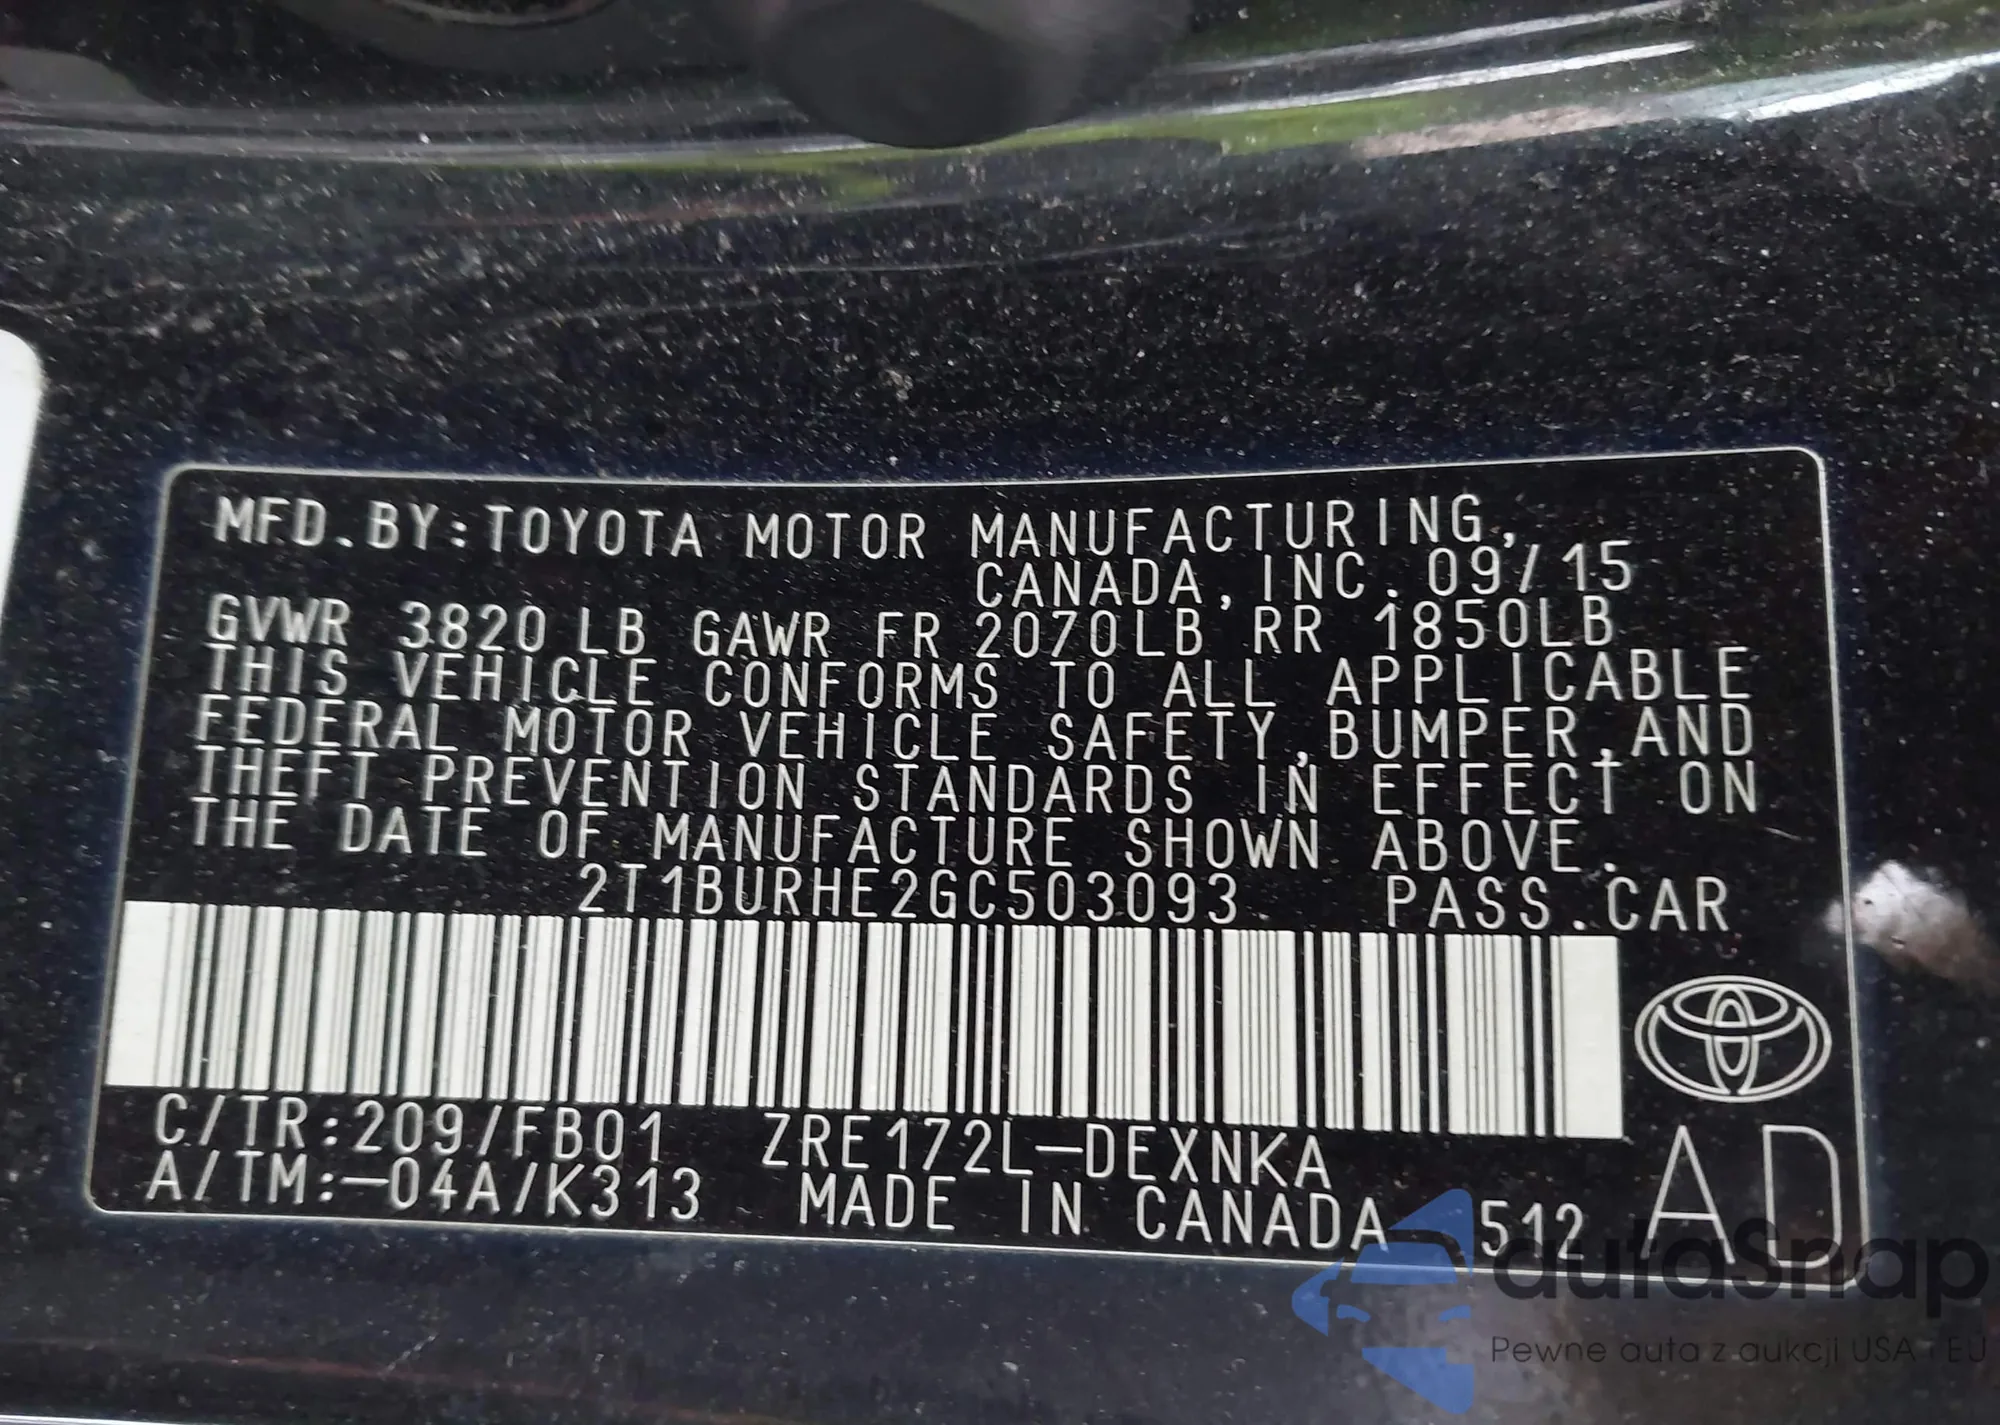 MFD.BY:TOYOTA MOTOR MANUFACTURING,
CANADA,INC. 09/15
GVWR 3820 LB GAWR FR 2070LB RR 1850LB
THIS VEHICLE CONFORMS TO ALL APPLICABLE
FEDERAL MOTOR VEHICLE SAFETY,BUMPER,AND
THEFT PREVENTION STANDARDS IN EFFECT ON
THE DATE OF MANUFACTURE SHOWN ABOVE.
2T1BURHE2GC503093 PASS.CAR
C/TR:209/FB01 ZRE172L-DEXNKA
A/TM:-04A/K313 MADE IN CANADA 512
AD
autaSnap
Pewne auta z aukcji USA i EU